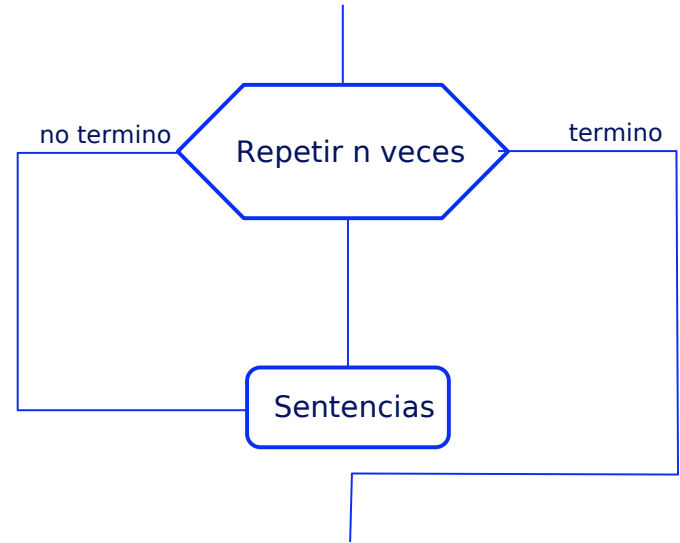 no termino
termino
Repetir n veces
Sentencias